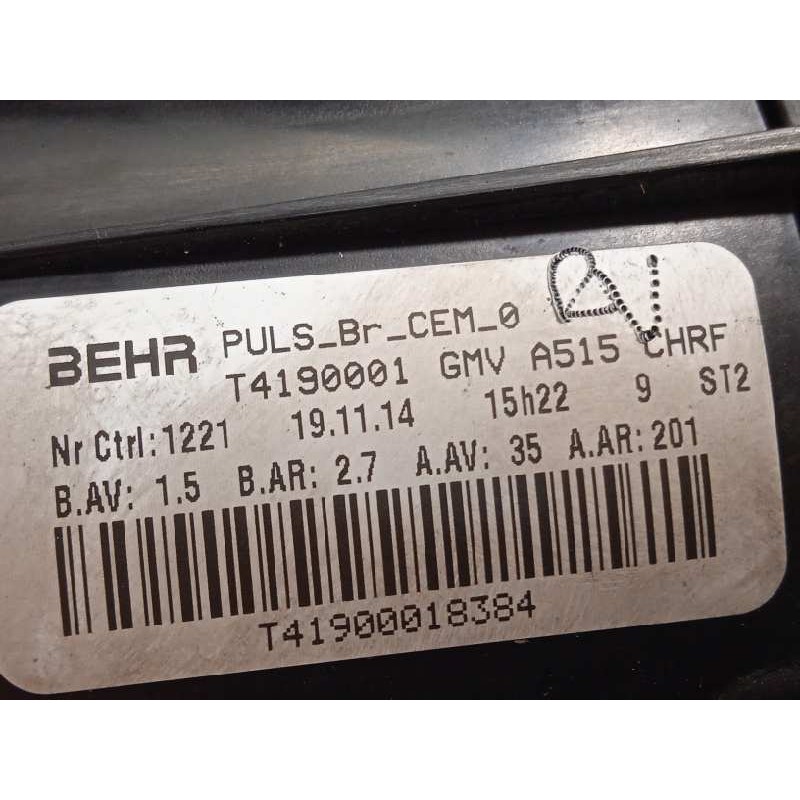 BEHR PULS_Br_CEM_0
T4190001 GMV A515 CHRF
Nr Ctrl:1221 19.11.14 15h22 9 ST2
B.AV: 1.5 B.AR: 2.7 A.AV: 35 A.AR:201
T41900018384